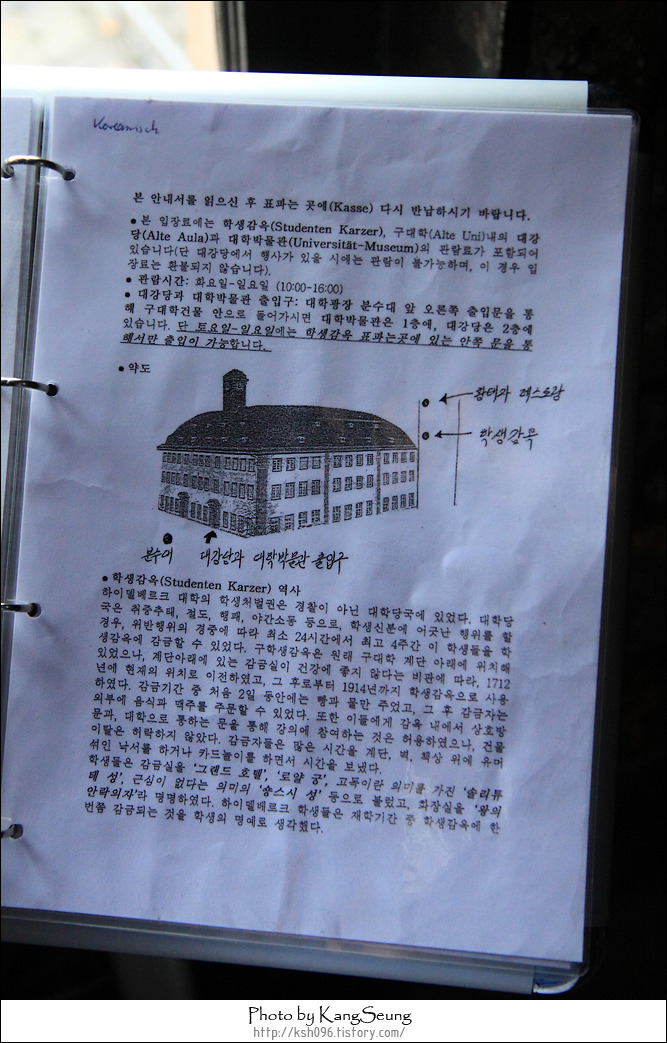 Koreanisch
본 안내서를 읽으신 후 표파는 곳에(Kasse) 다시 반납하시기 바랍니다.
• 본 입장료에는 학생감옥(Studenten Karzer), 구대학(Alte Uni)내의 대강
당(Alte Aula)과 대학박물관(Universität-Museum)의 관람료가 포함되어
있습니다(단 대강당에서 행사가 있을 시에는 관람이 불가능하며, 이 경우 입
장료는 환불되지 않습니다).
• 관람시간: 화요일-일요일 (10:00-16:00)
• 대강당과 대학박물관 출입구: 대학광장 분수대 앞 오른쪽 출입문을 통
해 구대학건물 안으로 들어가시면 대학박물관은 1층에, 대강당은 2층에
있습니다. 단 토요일-일요일에는 학생감옥 표파는곳에 있는 안쪽 문을 통
해서만 출입이 가능합니다.
• 약도
황태자 레스토랑
학생감옥
분수대 대강당과 대학박물관 출입구
• 학생감옥(Studenten Karzer) 역사
하이델베르크 대학의 학생처벌권은 경찰이 아닌 대학당국에 있었다. 대학당
국은 취중추태, 절도, 행패, 야간소동 등으로, 학생신분에 어긋난 행위를 할
경우, 위반행위의 경중에 따라 최소 24시간에서 최고 4주간 이 학생들을 학
생감옥에 감금할 수 있었다. 구학생감옥은 원래 구대학 계단 아래에 위치해
있었으나, 계단아래에 있는 감금실이 건강에 좋지 않다는 비판에 따라, 1712
년에 현재의 위치로 이전하였고, 그 후로부터 1914년까지 학생감옥으로 사용
하였다. 감금기간 중 처음 2일 동안에는 빵과 물만 주었고, 그 후 감금자는
외부에 음식과 맥주를 주문할 수 있었다. 또한 이들에게 감옥 내에서 상호방
문과, 대학으로 통하는 문을 통해 강의에 참여하는 것은 허용하였으나, 건물
이탈은 허락하지 않았다. 감금자들은 많은 시간을 계단, 벽, 책상 위에 유머
섞인 낙서를 하거나 카드놀이를 하면서 시간을 보냈다.
학생들은 감금실을 '그랜드 호텔', '로얄 궁', 고독이란 의미를 가진 '솔리튜
데 성', 근심이 없다는 의미의 '송스시 성' 등으로 불렀고, 화장실을 '왕의
안락의자'라 명명하였다. 하이델베르크 학생들은 재학기간 중 학생감옥에 한
번쯤 감금되는 것을 학생의 명예로 생각했다.
Photo by KangSeung
http://ksh096.tistory.com/